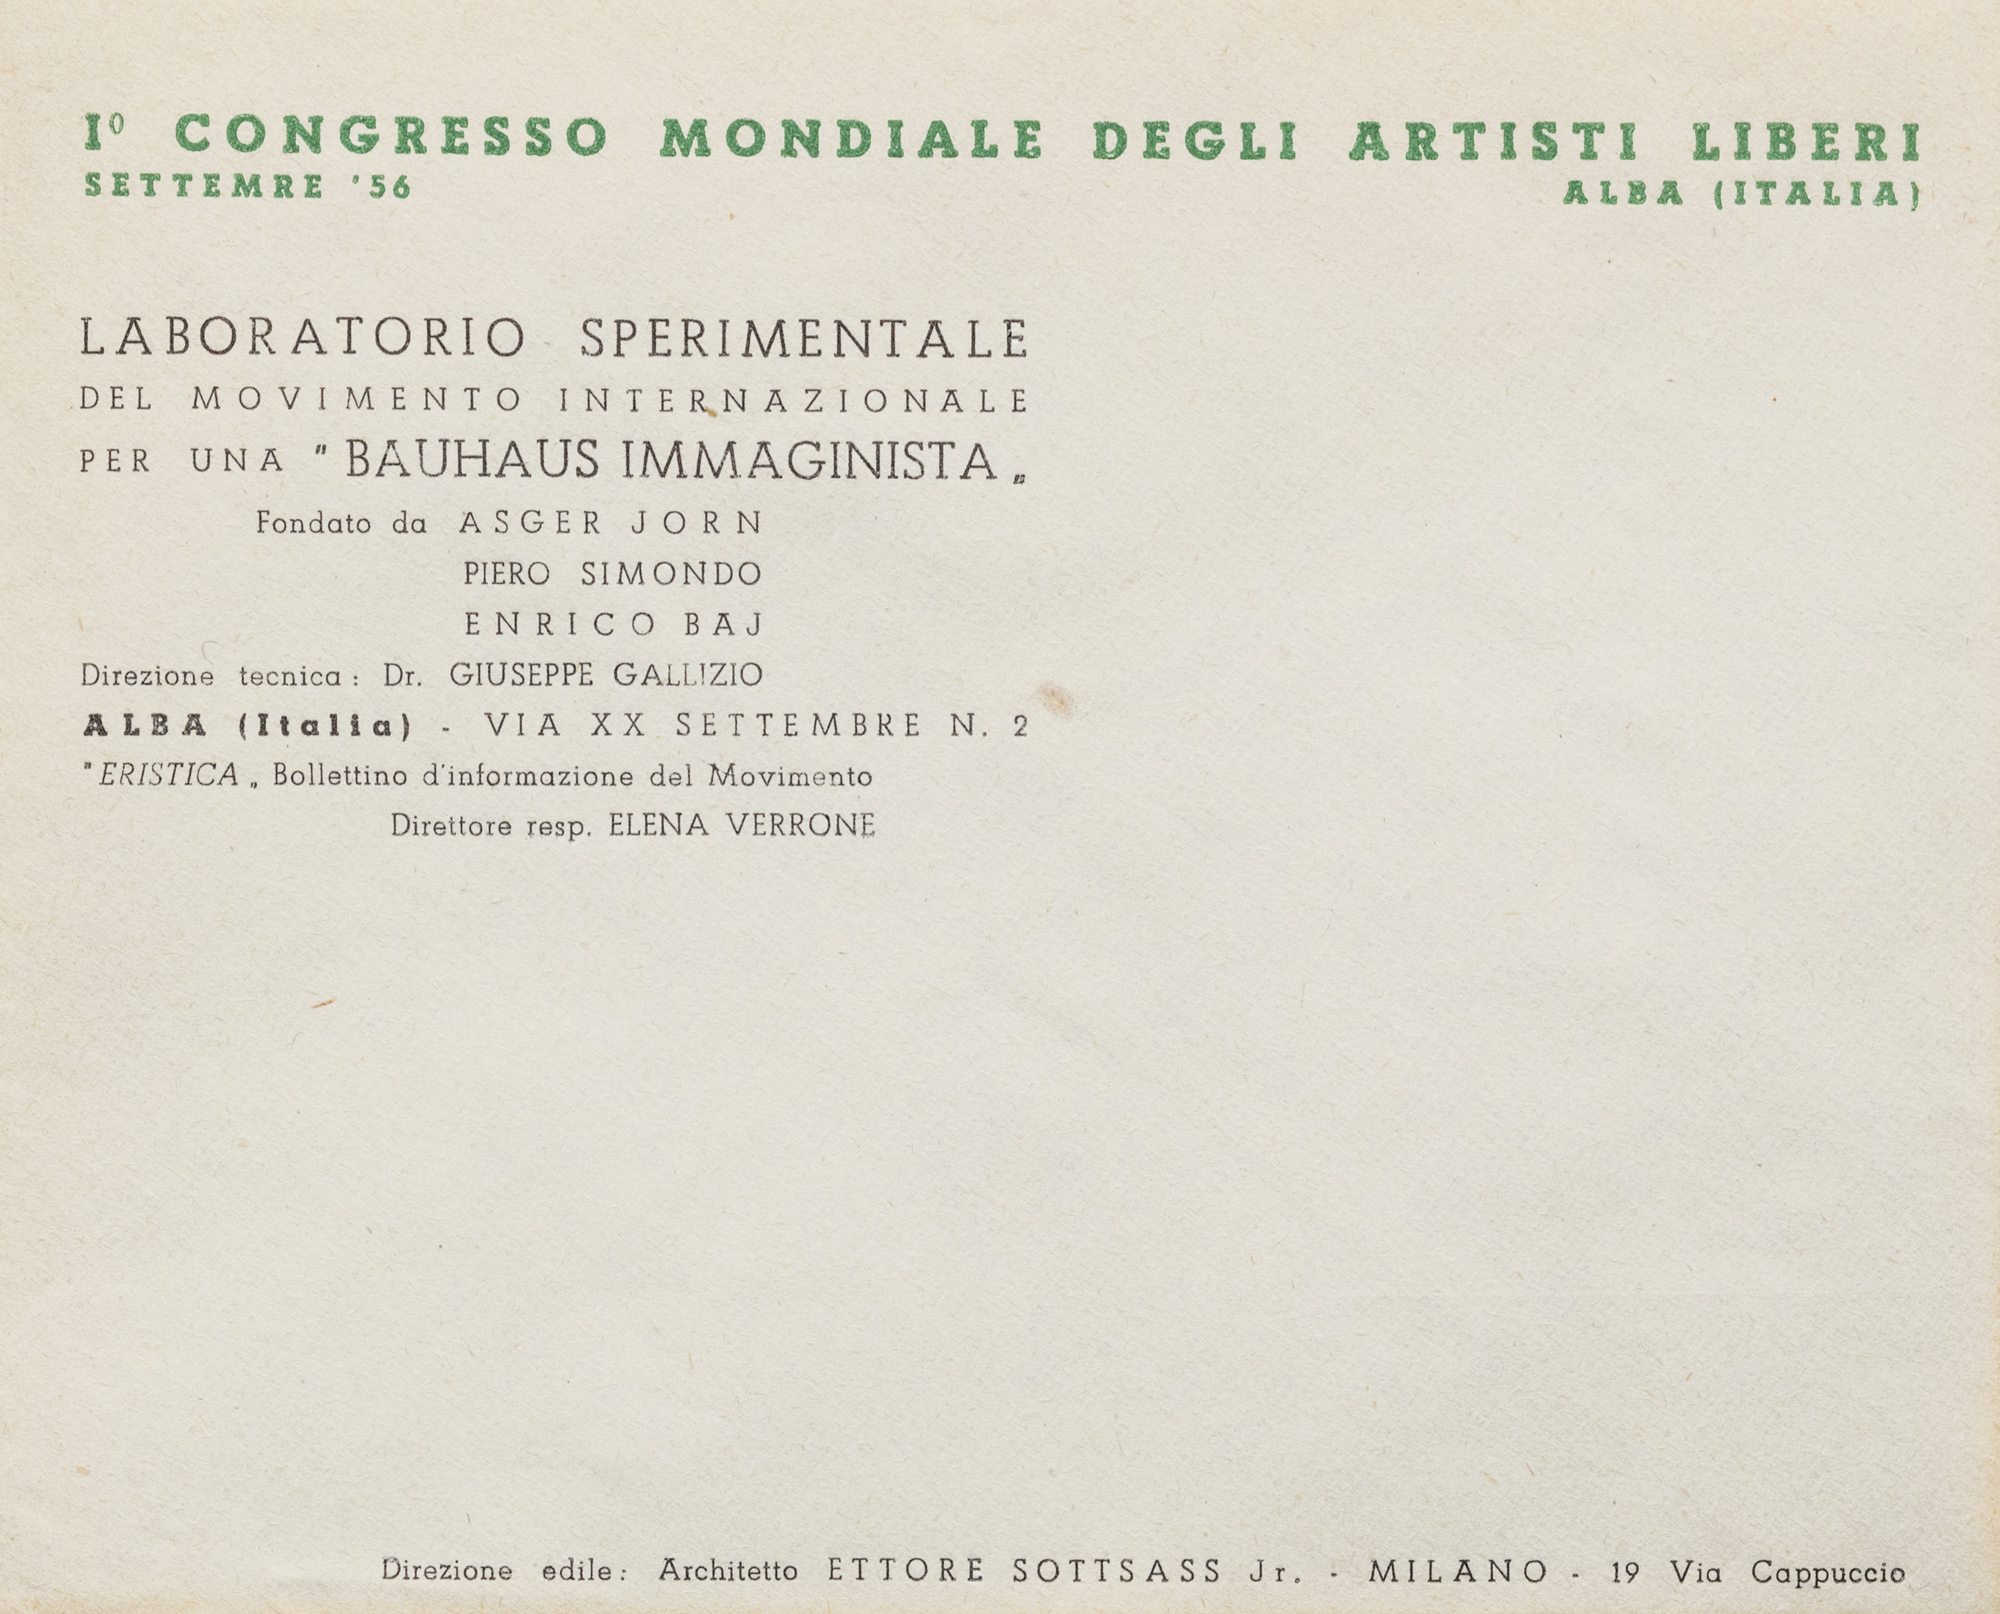 Iº CONGRESSO MONDIALE DEGLI ARTISTI LIBERI
SETTEMRE '56 ALBA (ITALIA)
LABORATORIO SPERIMENTALE
DEL MOVIMENTO INTERNAZIONALE
PER UNA " BAUHAUS IMMAGINISTA „
Fondato da ASGER JORN
PIERO SIMONDO
ENRICO BAJ
Direzione tecnica: Dr. GIUSEPPE GALLIZIO
ALBA (Italia) - VIA XX SETTEMBRE N. 2
"ERISTICA „ Bollettino d'informazione del Movimento
Direttore resp. ELENA VERRONE
Direzione edile: Architetto ETTORE SOTTSASS Jr. - MILANO - 19 Via Cappuccio